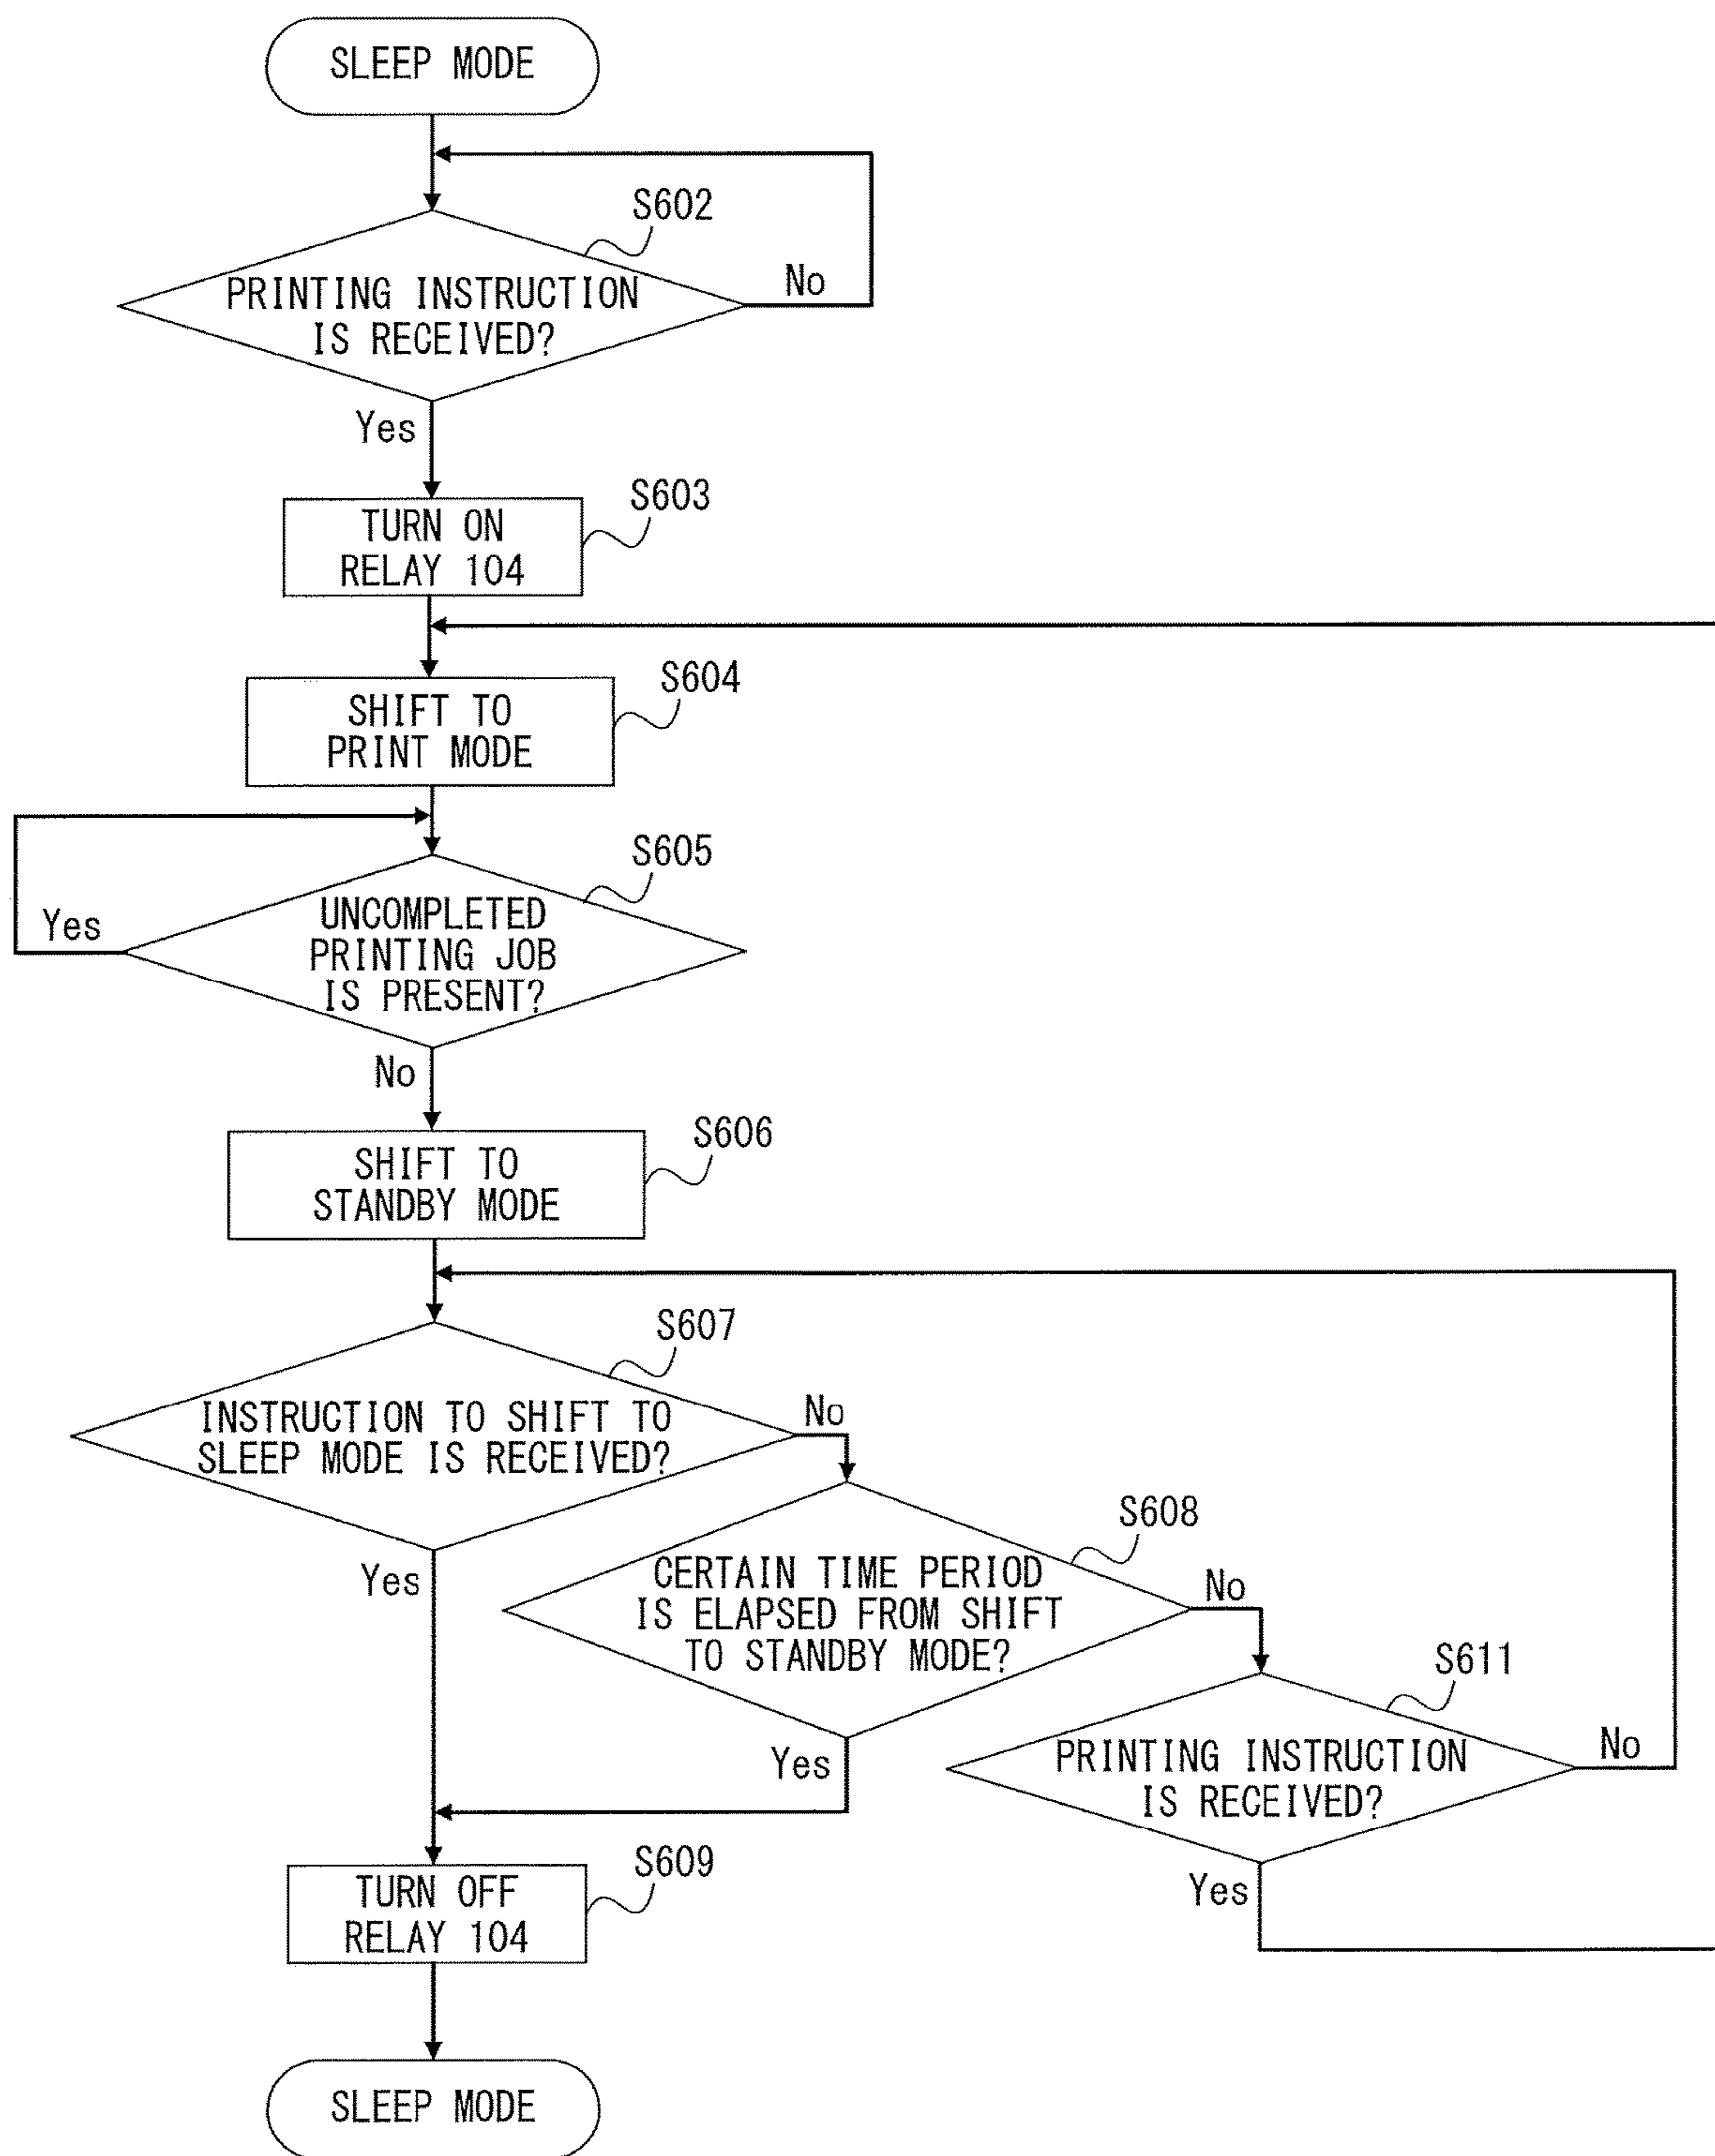 SLEEP MODE
S602
PRINTING INSTRUCTION
IS RECEIVED?
No
Yes
S603
TURN ON
RELAY 104
S604
SHIFT TO
PRINT MODE
S605
UNCOMPLETED
PRINTING JOB
IS PRESENT?
Yes
No
S606
SHIFT TO
STANDBY MODE
S607
INSTRUCTION TO SHIFT TO
SLEEP MODE IS RECEIVED?
No
Yes
S608
CERTAIN TIME PERIOD
IS ELAPSED FROM SHIFT
TO STANDBY MODE?
No
Yes
S611
PRINTING INSTRUCTION
IS RECEIVED?
No
Yes
S609
TURN OFF
RELAY 104
SLEEP MODE